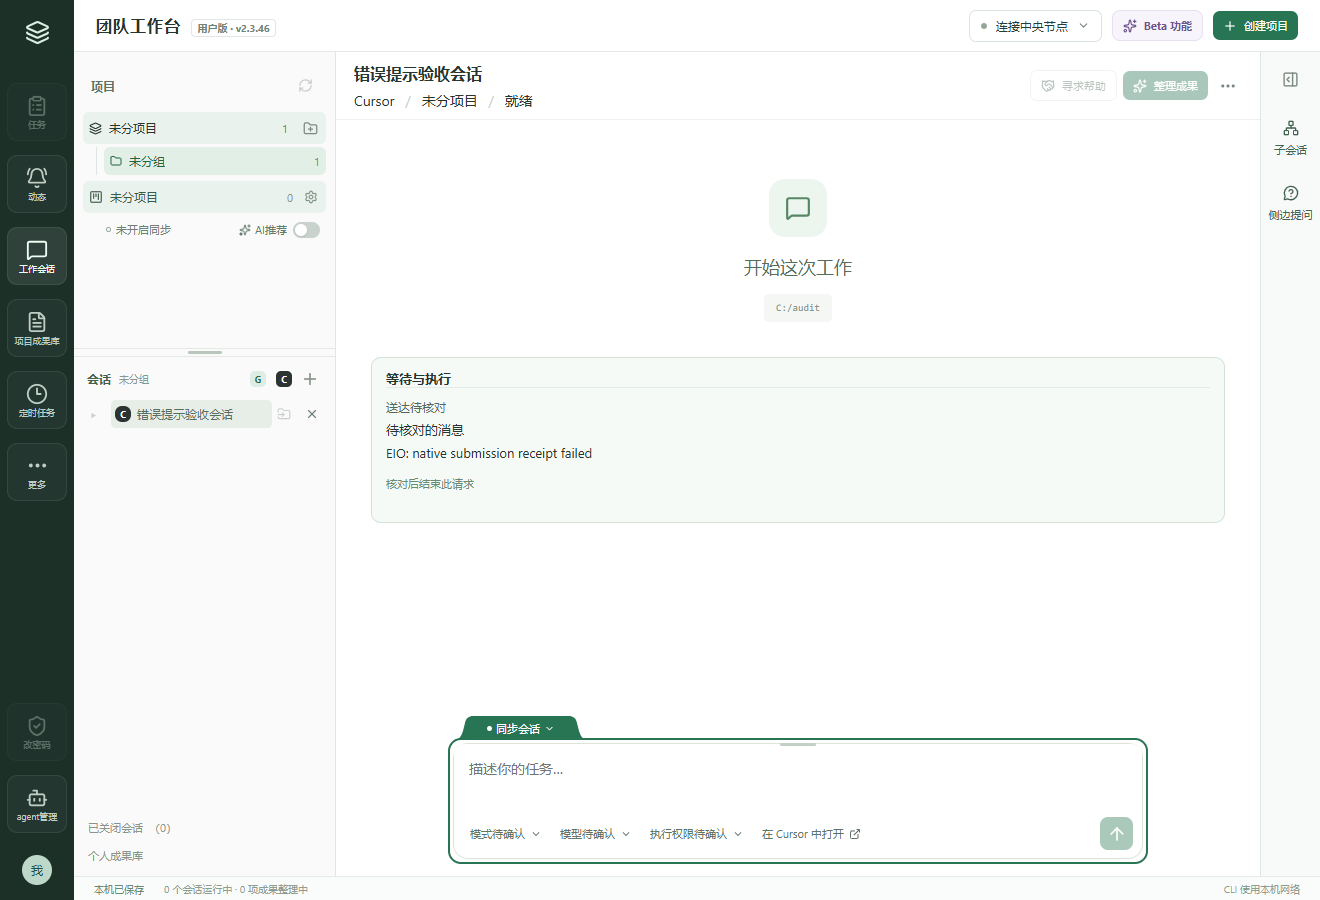 团队工作台 用户版 · v2.3.46
连接中央节点
Beta 功能
创建项目
任务
动态
工作会话
项目成果库
定时任务
更多
改密码
agent管理
我
项目
未分项目 1
未分组 1
未分项目 0
未开启同步 AI推荐
会话 未分组 G C
C 错误提示验收会话
已关闭会话 (0)
个人成果库
错误提示验收会话
Cursor / 未分项目 / 就绪
寻求帮助
整理成果
开始这次工作
C:/audit
等待与执行
送达待核对
待核对的消息
EIO: native submission receipt failed
核对后结束此请求
同步会话
描述你的任务...
模式待确认 模型待确认 执行权限待确认 在 Cursor 中打开
子会话
侧边提问
本机已保存 0 个会话运行中 · 0 项成果整理中
CLI 使用本机网络